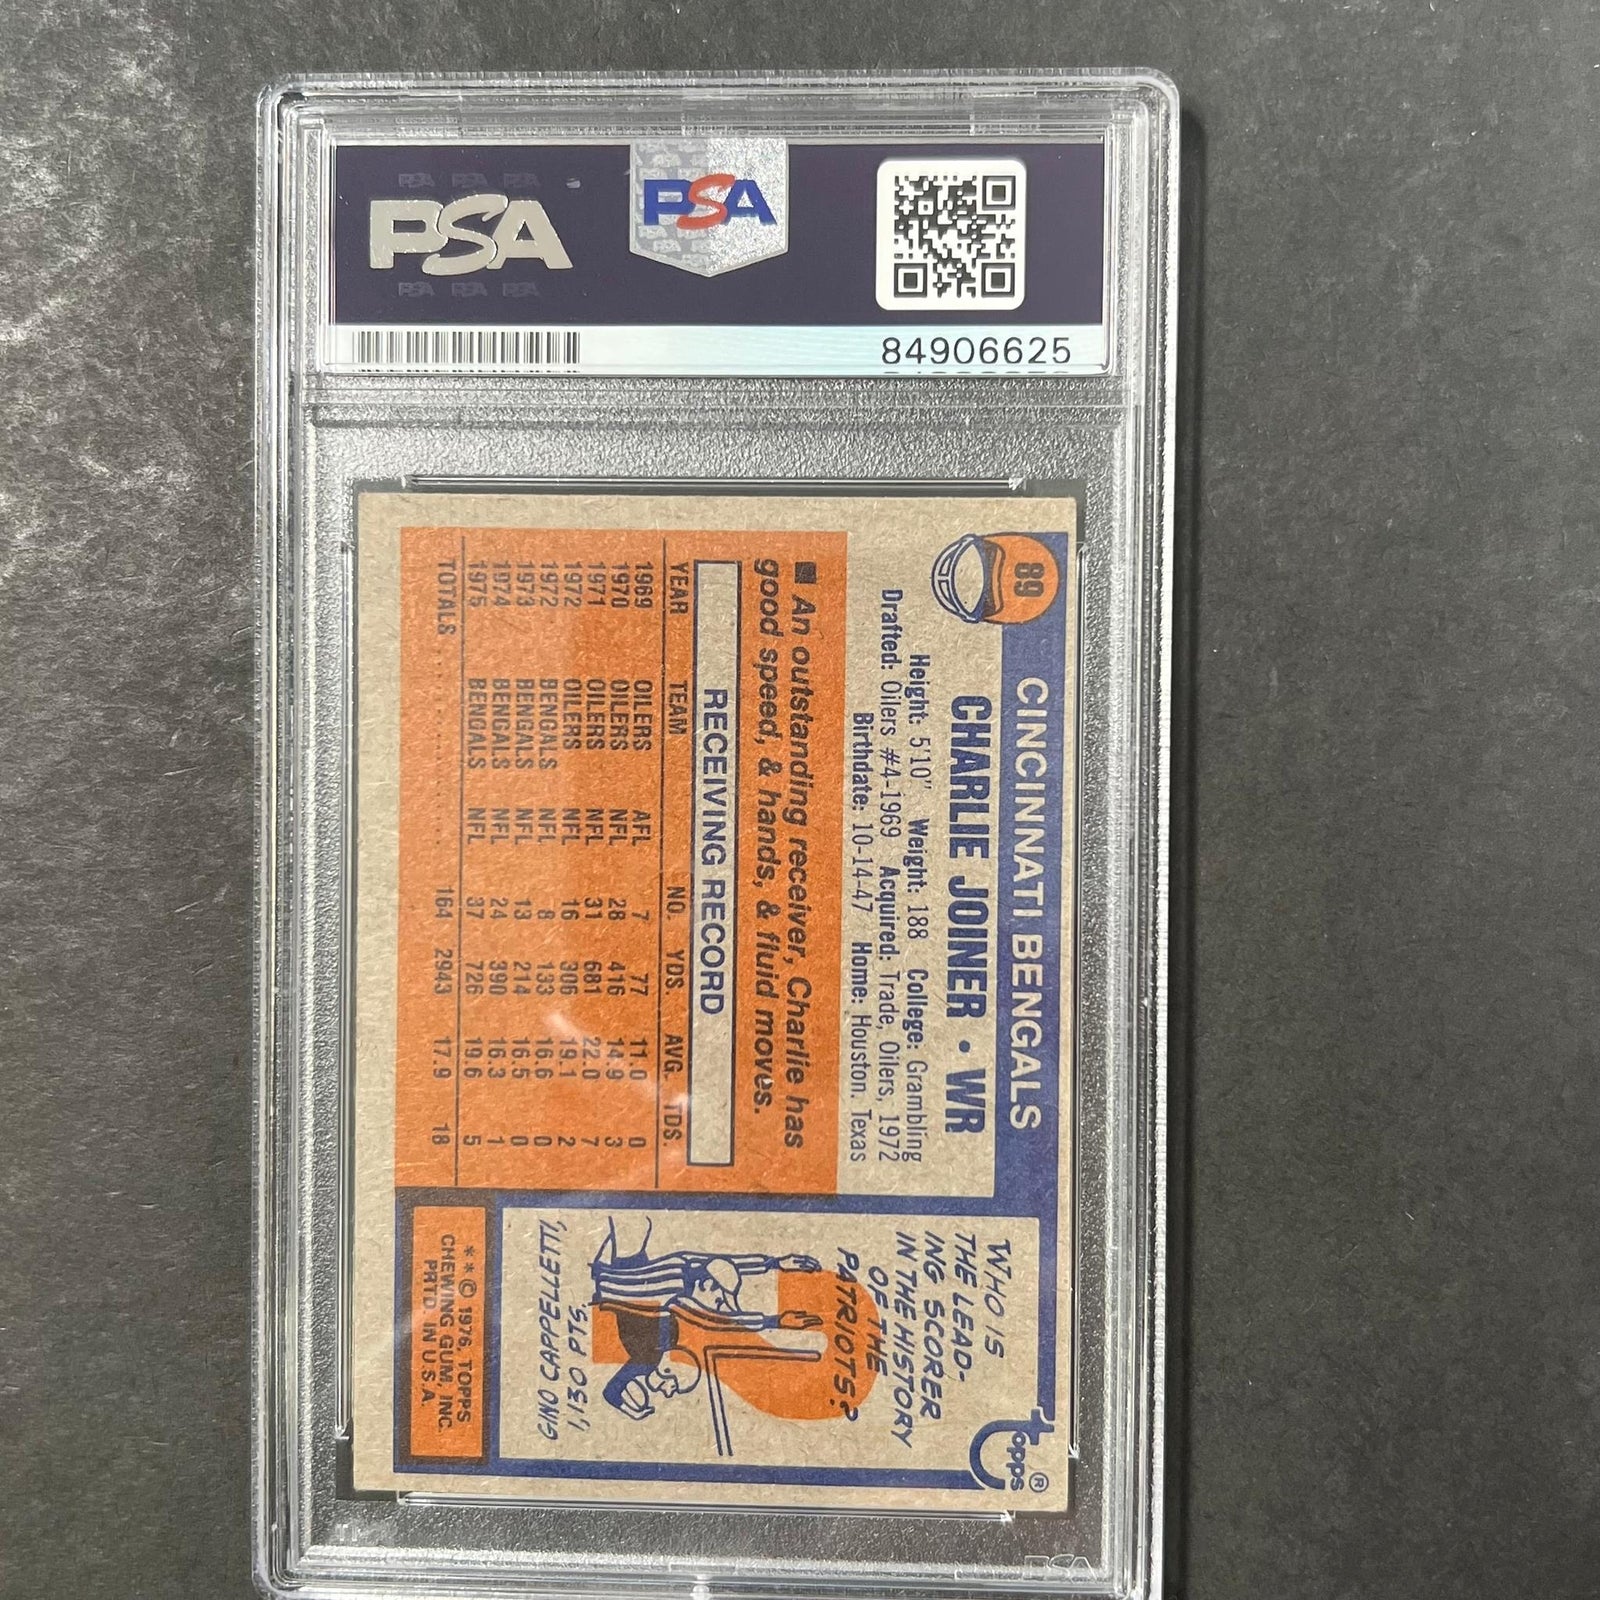 PSA PSA PSA
PSA
PSA PSA PSA
PSA
84906625
89
CINCINNATI BENGALS
CHARLIE JOINER • WR
Height: 5'10" Weight: 188 College: Grambling
Drafted: Oilers #4-1969 Acquired: Trade, Oilers, 1972
Birthdate: 10-14-47 Home: Houston, Texas
■ An outstanding receiver, Charlie has
good speed, & hands, & fluid moves.
RECEIVING RECORD
YEAR TEAM NO. YDS. AVG. TDS.
1969 OILERS AFL 7 77 11.0 0
1970 OILERS NFL 28 416 14.9 3
1971 OILERS NFL 31 681 22.0 7
1972 OILERS NFL 16 306 19.1 2
1972 BENGALS NFL 8 133 16.6 0
1973 BENGALS NFL 13 214 16.5 0
1974 BENGALS NFL 24 390 16.3 1
1975 BENGALS NFL 37 726 19.6 5
TOTALS 164 2943 17.9 18
Topps®
WHO IS
THE LEAD-
ING SCORER
IN THE HISTORY
OF THE
PATRIOTS?
GINO CAPPELLETTI,
1,130 PTS.
**© 1976, TOPPS
CHEWING GUM, INC.
PRTD. IN U.S.A.
PSA